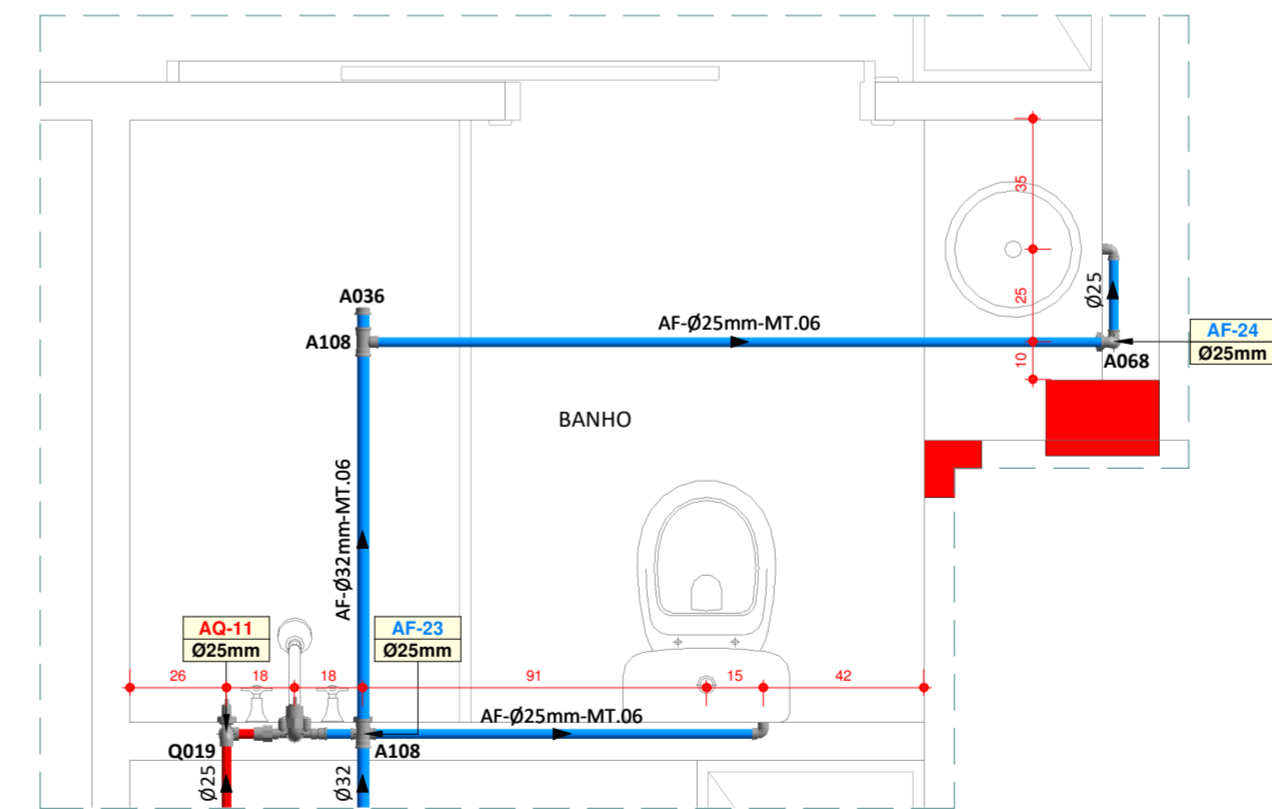 35
A036
Ø25
25
AF-Ø25mm-MT.06
A108
AF-24
Ø25mm
10
A068
BANHO
AF-Ø32mm-MT.06
AQ-11
Ø25mm
AF-23
Ø25mm
26
18
18
91
15
42
AF-Ø25mm-MT.06
Q019
A108
Ø25
Ø32